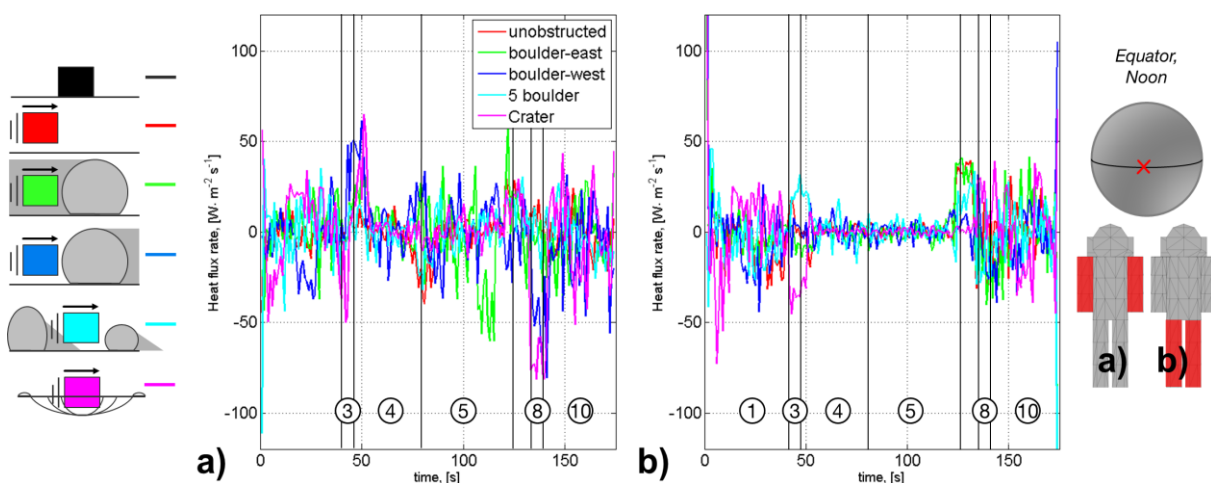 100
50
0
-50
-100
Heat flux rate, [W· m⁻² s⁻¹]
unobstructed
boulder-east
boulder-west
5 boulder
Crater
3
4
5
8
10
0
50
100
150
time, [s]
a)
100
50
0
-50
-100
Heat flux rate, [W· m⁻² s⁻¹]
1
3
4
5
8
10
0
50
100
150
time, [s]
b)
Equator,
Noon
a) b)